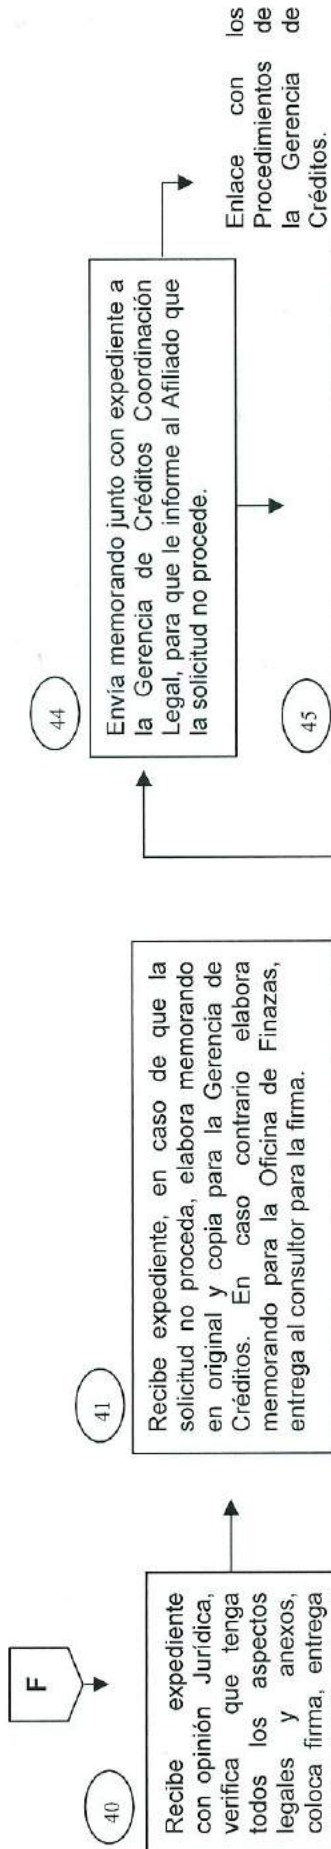 F
40
Recibe expediente
con opinión Jurídica,
verifica que tenga
todos los aspectos
legales y anexos,
coloca firma, entrega
41
Recibe expediente, en caso de que la
solicitud no proceda, elabora memorando
en original y copia para la Gerencia de
Créditos. En caso contrario elabora
memorando para la Oficina de Finazas,
entrega al consultor para la firma.
44
Envía memorando junto con expediente a
la Gerencia de Créditos Coordinación
Legal, para que le informe al Afiliado que
la solicitud no procede.
45
Enlace con los
Procedimientos de
la Gerencia de
Créditos.